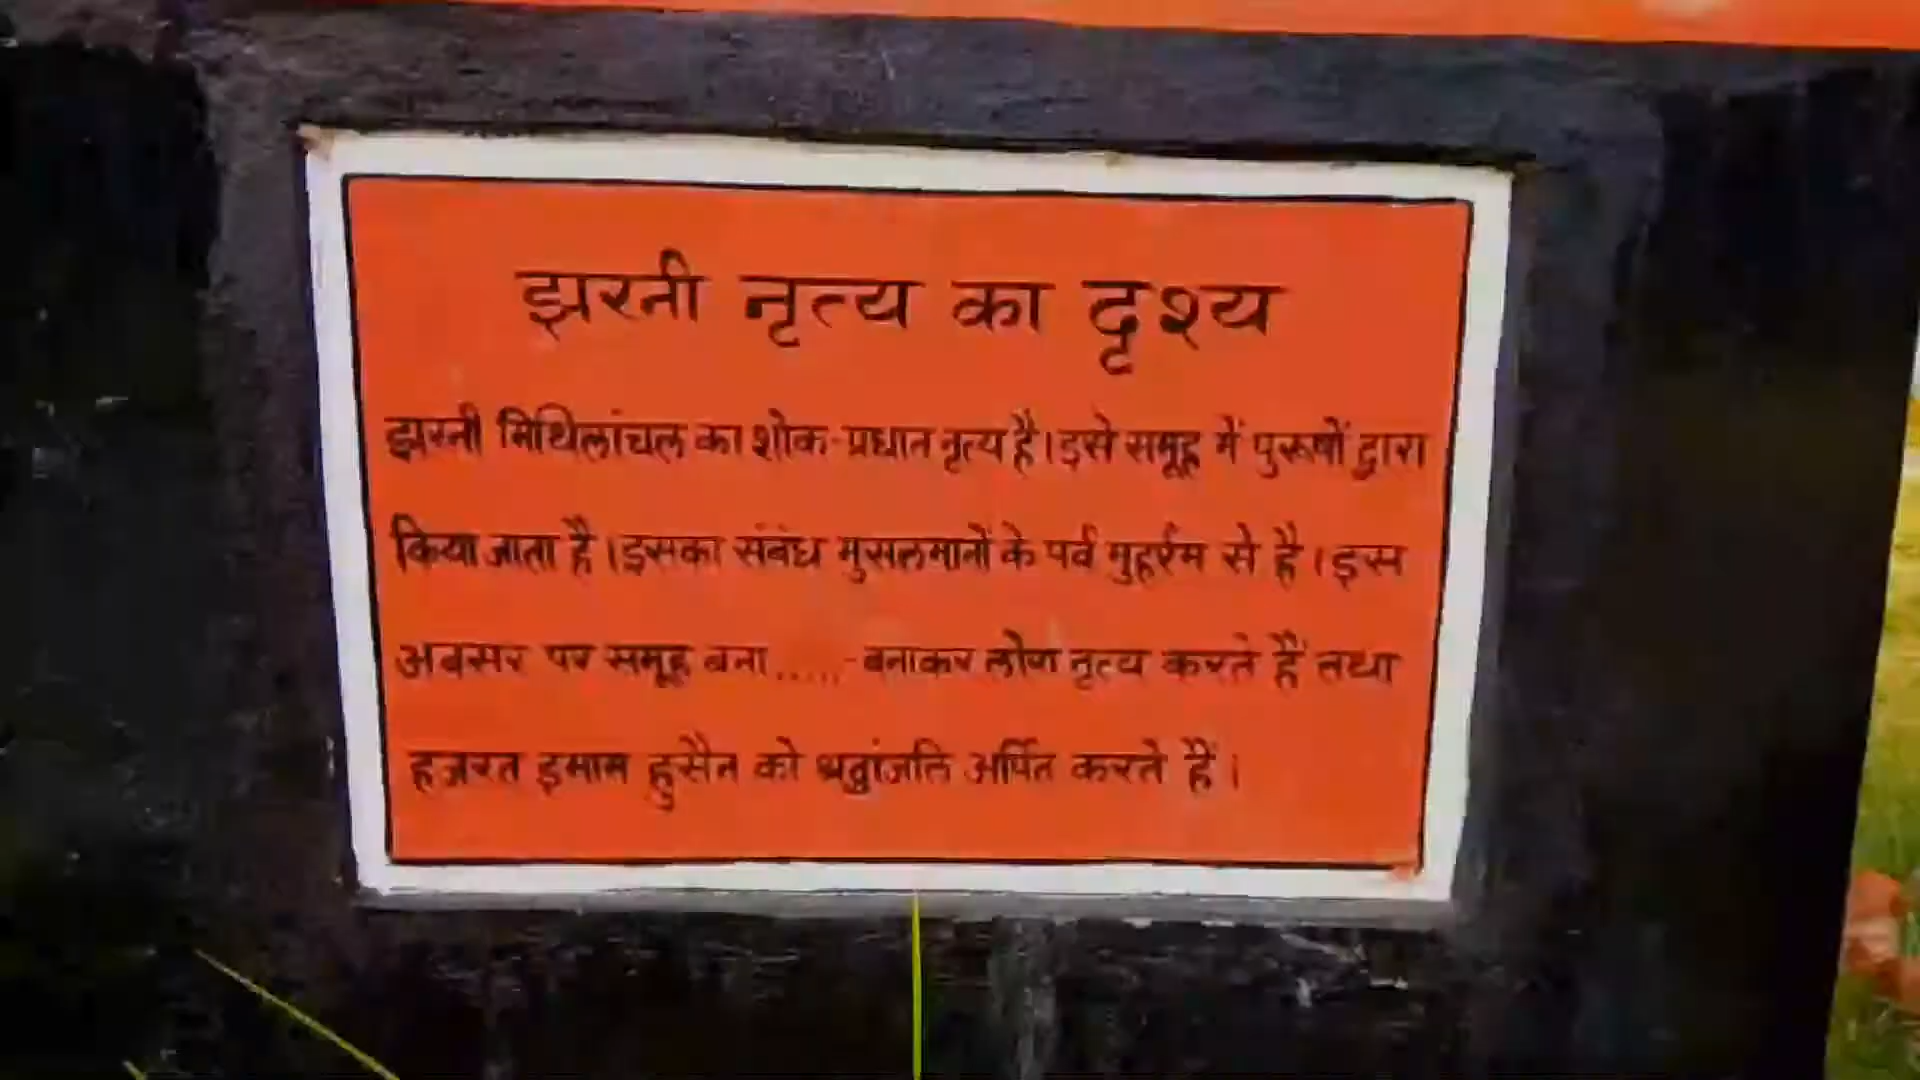 झरनी नृत्य का दृश्य
झरनी मिथिलांचल का शोक-प्रधान नृत्य है। इसे समूह में पुरूषों द्वारा
किया जाता है। इसका संबंध मुसलमानों के पर्व मुहर्रम से है। इस
अवसर पर समूह बना.....-बनाकर लोग नृत्य करते हैं तथा
हजरत इमाम हुसैन को श्रद्धांजलि अर्पित करते हैं।